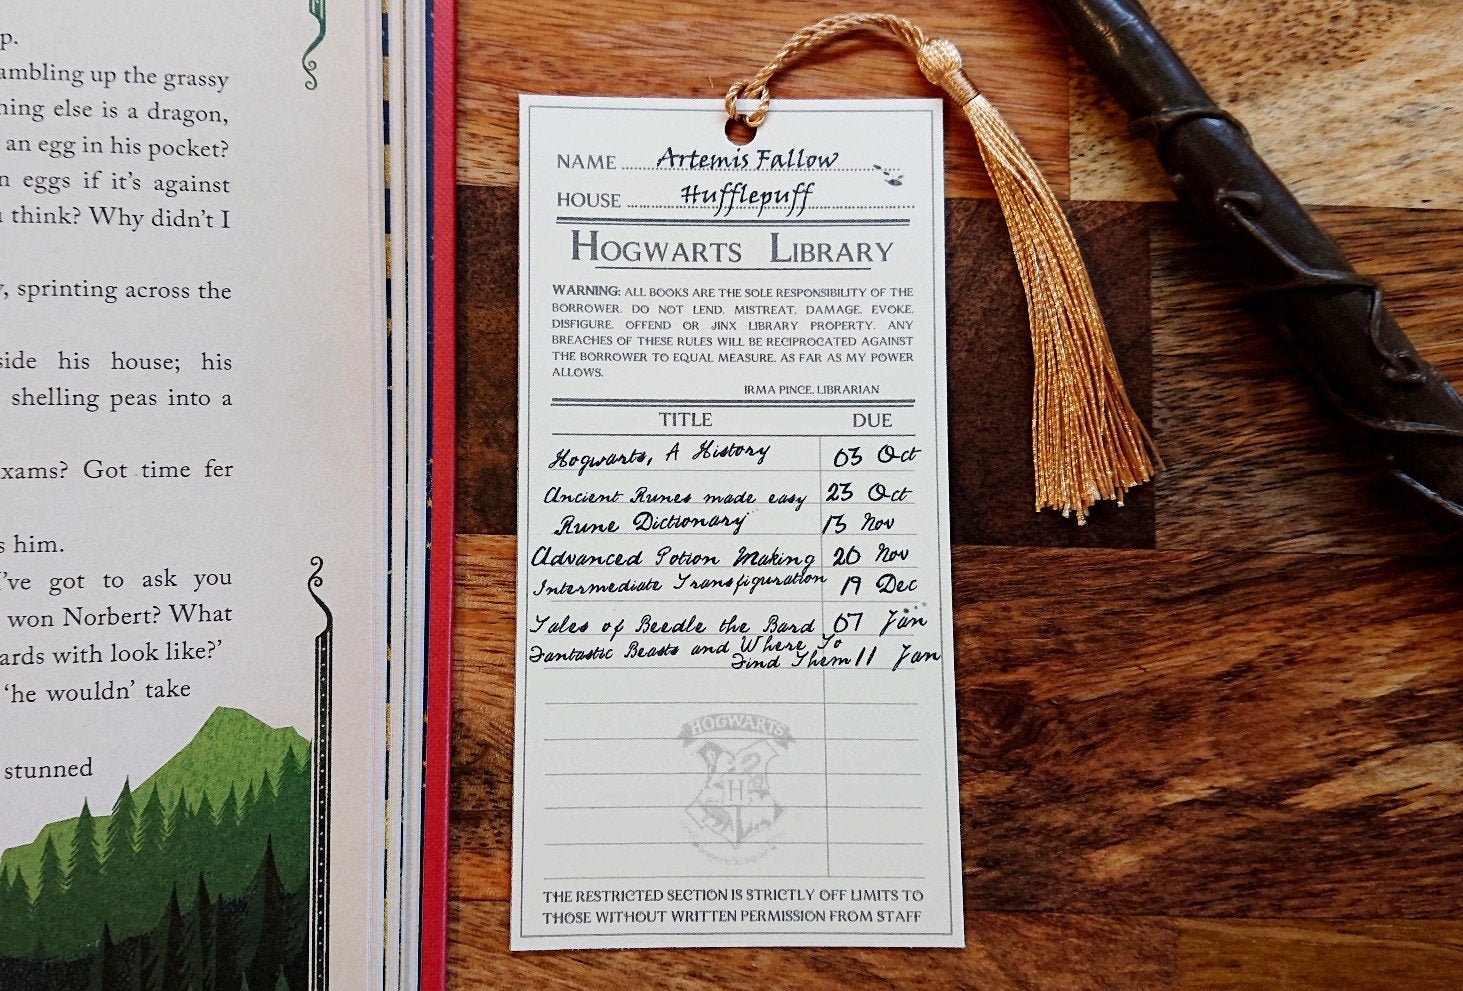 p.
ambling up the grassy
hing else is a dragon,
an egg in his pocket?
n eggs if it's against
think? Why didn't I
, sprinting across the
side his house; his
shelling peas into a
xams? Got time fer
s him.
I've got to ask you
won Norbert? What
ards with look like?'
'he wouldn' take
stunned
NAME Artemis Fallow
HOUSE Hufflepuff
HOGWARTS LIBRARY
WARNING: ALL BOOKS ARE THE SOLE RESPONSIBILITY OF THE
BORROWER. DO NOT LEND, MISTREAT, DAMAGE, EVOKE,
DISFIGURE, OFFEND OR JINX LIBRARY PROPERTY. ANY
BREACHES OF THESE RULES WILL BE RECIPROCATED AGAINST
THE BORROWER TO EQUAL MEASURE, AS FAR AS MY POWER
ALLOWS.
IRMA PINCE, LIBRARIAN
TITLE DUE
Hogwarts, A History 03 Oct
Ancient Runes made easy 23 Oct
Rune Dictionary 13 Nov
Advanced Potion Making 20 Nov
Intermediate Transfiguration 19 Dec
Tales of Beedle the Bard 07 Jan
Fantastic Beasts and Where To
Find Them 11 Jan
HOGWARTS
H
THE RESTRICTED SECTION IS STRICTLY OFF LIMITS TO
THOSE WITHOUT WRITTEN PERMISSION FROM STAFF